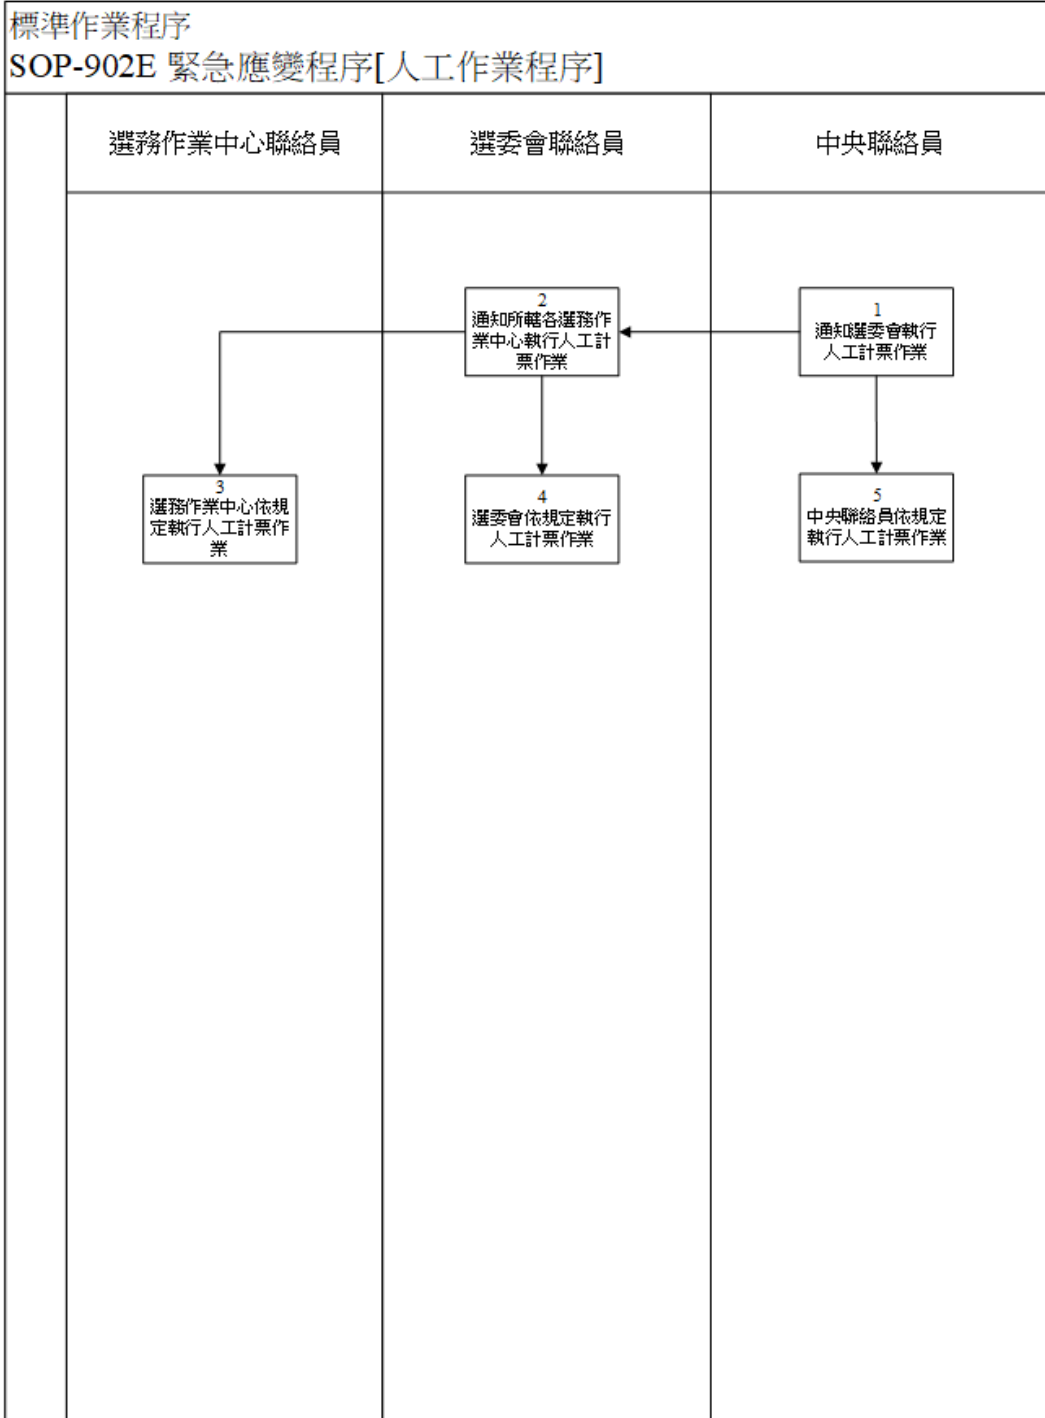 標準作業程序
SOP-902E 緊急應變程序[人工作業程序]
選務作業中心聯絡員
選委會聯絡員
中央聯絡員
1
通知選委會執行
人工計票作業
2
通知所轄各選務作
業中心執行人工計
票作業
3
選務作業中心依規
定執行人工計票作
業
4
選委會依規定執行
人工計票作業
5
中央聯絡員依規定
執行人工計票作業